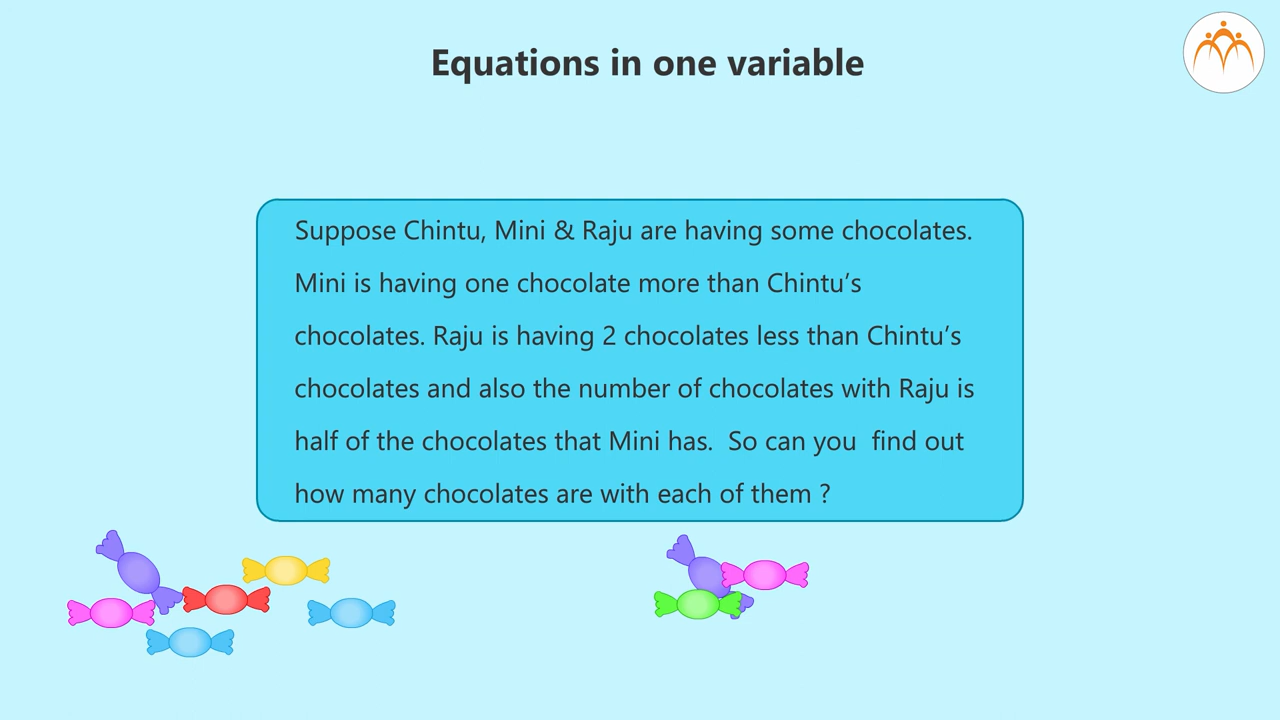 Equations in one variable
Suppose Chintu, Mini & Raju are having some chocolates.
Mini is having one chocolate more than Chintu’s
chocolates. Raju is having 2 chocolates less than Chintu’s
chocolates and also the number of chocolates with Raju is
half of the chocolates that Mini has.  So can you  find out
how many chocolates are with each of them ?